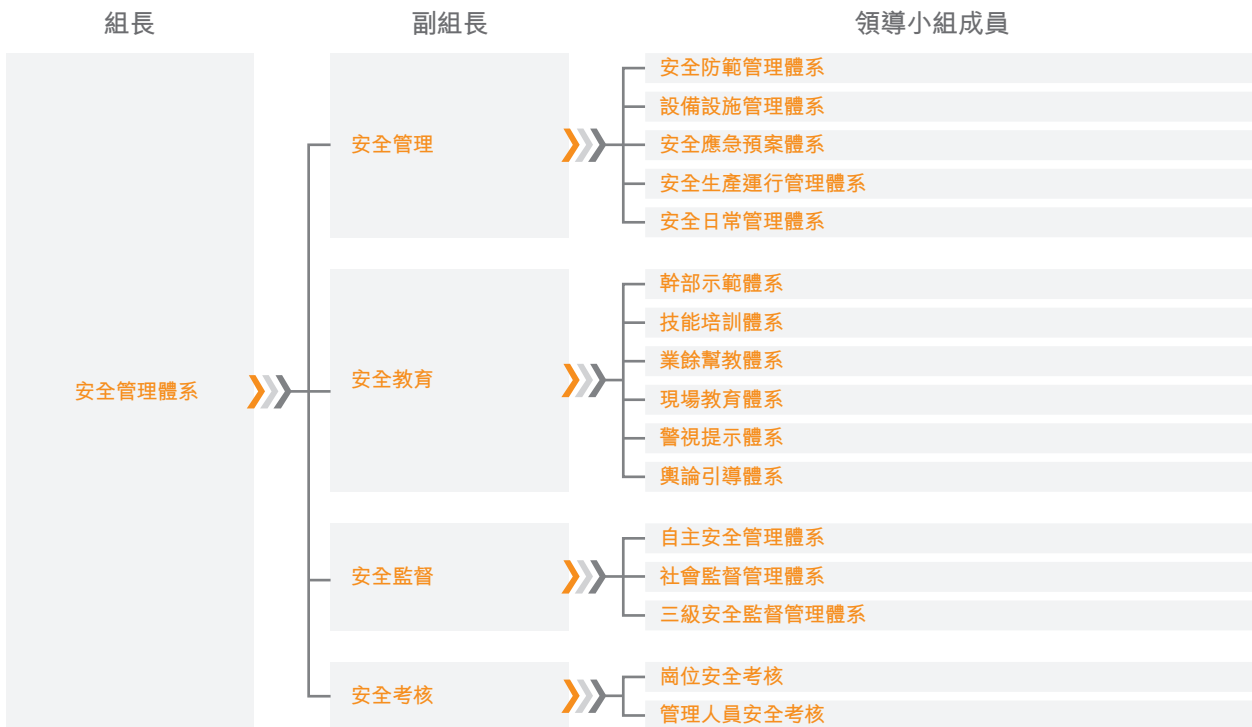 組長
副組長
領導小組成員
安全管理體系
安全管理
安全防範管理體系
設備設施管理體系
安全應急預案體系
安全生產運行管理體系
安全日常管理體系
安全教育
幹部示範體系
技能培訓體系
業餘幫教體系
現場教育體系
警視提示體系
輿論引導體系
安全監督
自主安全管理體系
社會監督管理體系
三級安全監督管理體系
安全考核
崗位安全考核
管理人員安全考核